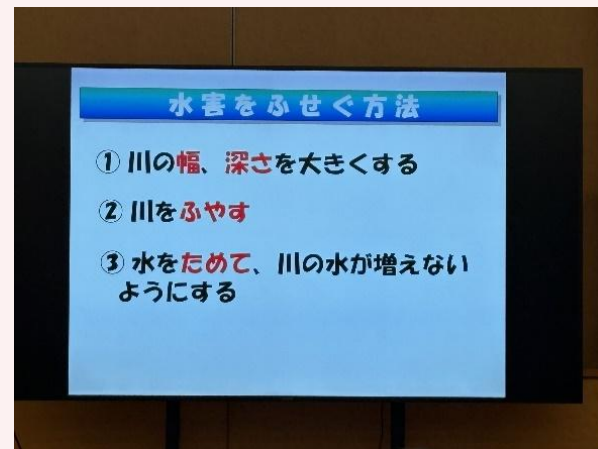 水害をふせぐ方法
① 川の幅、深さを大きくする
② 川をふやす
③ 水をためて、川の水が増えない
ようにする